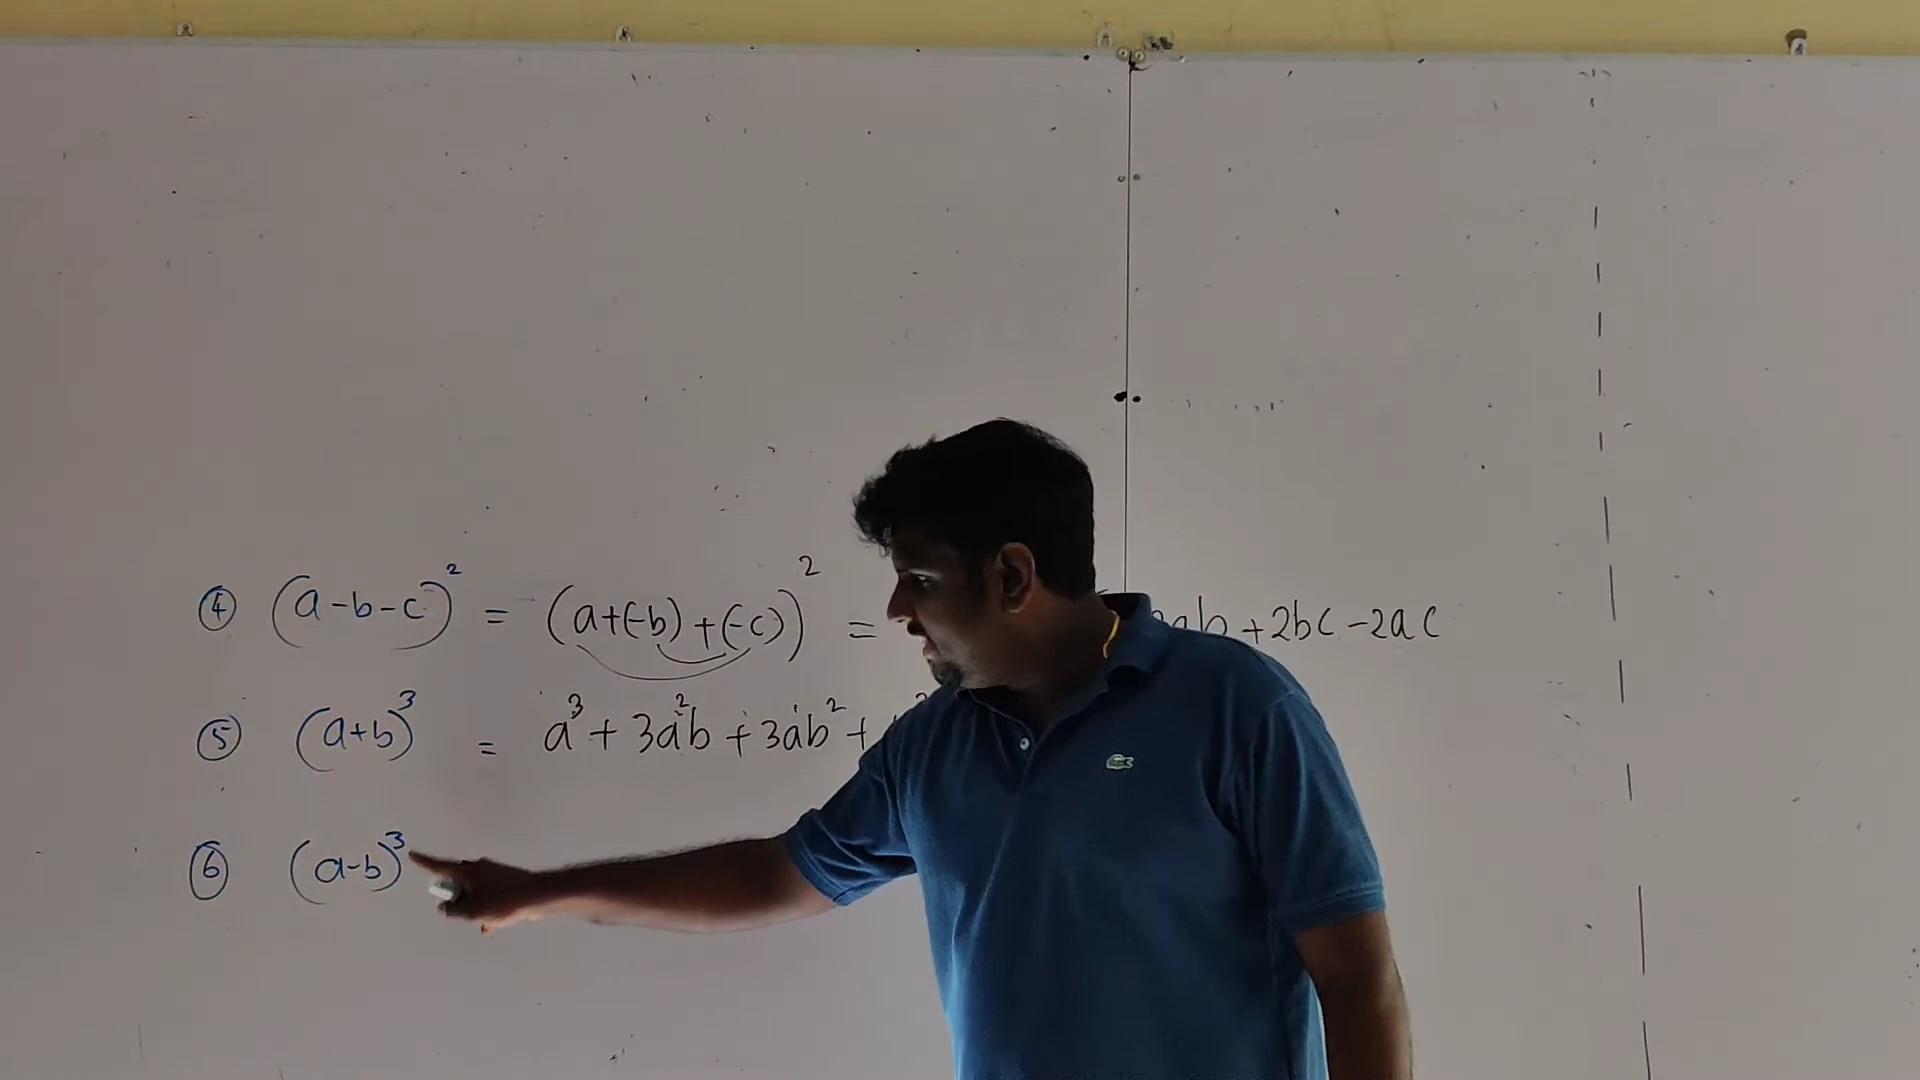 ④ (a-b-c)² = (a+(-b)+(-c))² = 2ab +2bc -2ac
⑤ (a+b)³ = a³ + 3a²b + 3ab² +
⑥ (a-b)³